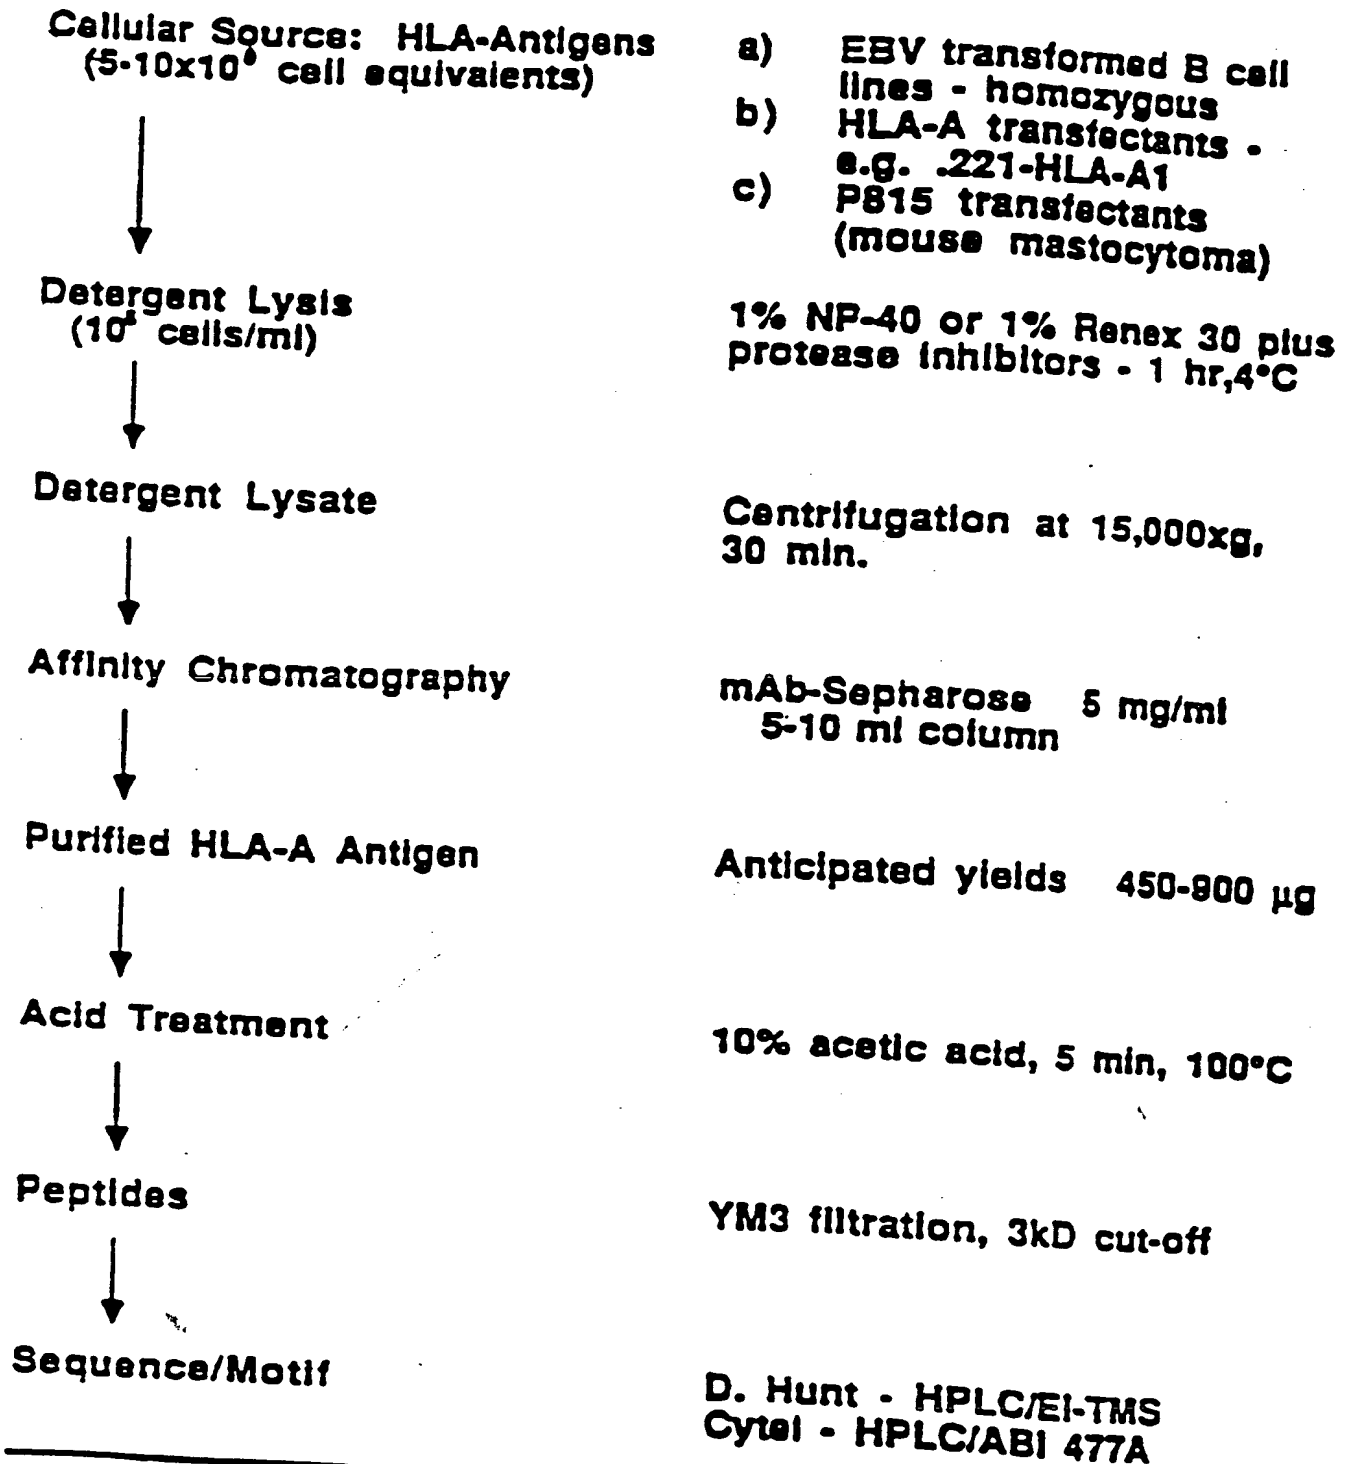 Cellular Source: HLA-Antigens
(5-10x10⁹ cell equivalents)
a) EBV transformed B cell
lines - homozygous
b) HLA-A transfectants -
e.g. .221-HLA-A1
c) P815 transfectants
(mouse mastocytoma)
Detergent Lysis
(10⁸ cells/ml)
1% NP-40 or 1% Renex 30 plus
protease inhibitors - 1 hr,4°C
Detergent Lysate
Centrifugation at 15,000xg,
30 min.
Affinity Chromatography
mAb-Sepharose 5 mg/ml
5-10 ml column
Purified HLA-A Antigen
Anticipated yields 450-900 µg
Acid Treatment
10% acetic acid, 5 min, 100°C
Peptides
YM3 filtration, 3kD cut-off
Sequence/Motif
D. Hunt - HPLC/EI-TMS
Cytel - HPLC/ABI 477A